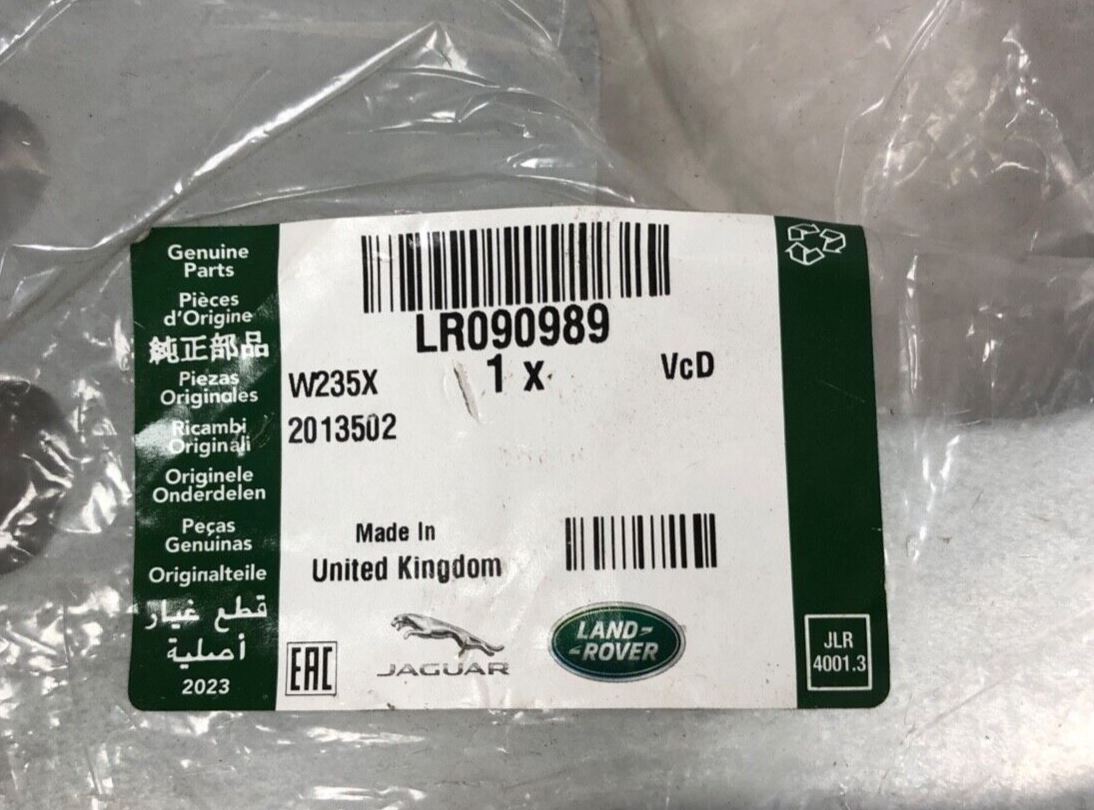 Genuine
Parts
Pièces
d'Origine
純正部品
Piezas
Originales
Ricambi
Originali
Originele
Onderdelen
Peças
Genuinas
Originalteile
قطع غيار
أصلية
2023
LR090989
1 x
VcD
W235X
2013502
Made In
United Kingdom
EAC
JAGUAR
LAND-
-ROVER
JLR
4001.3